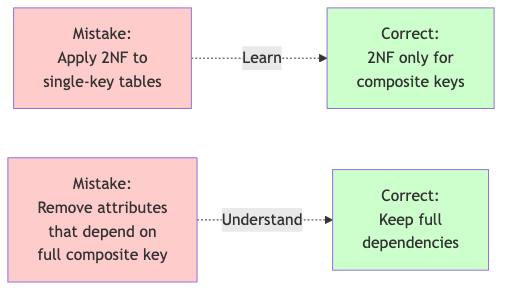 Mistake:
Apply 2NF to
single-key tables
Learn
Correct:
2NF only for
composite keys
Mistake:
Remove attributes
that depend on
full composite key
Understand
Correct:
Keep full
dependencies